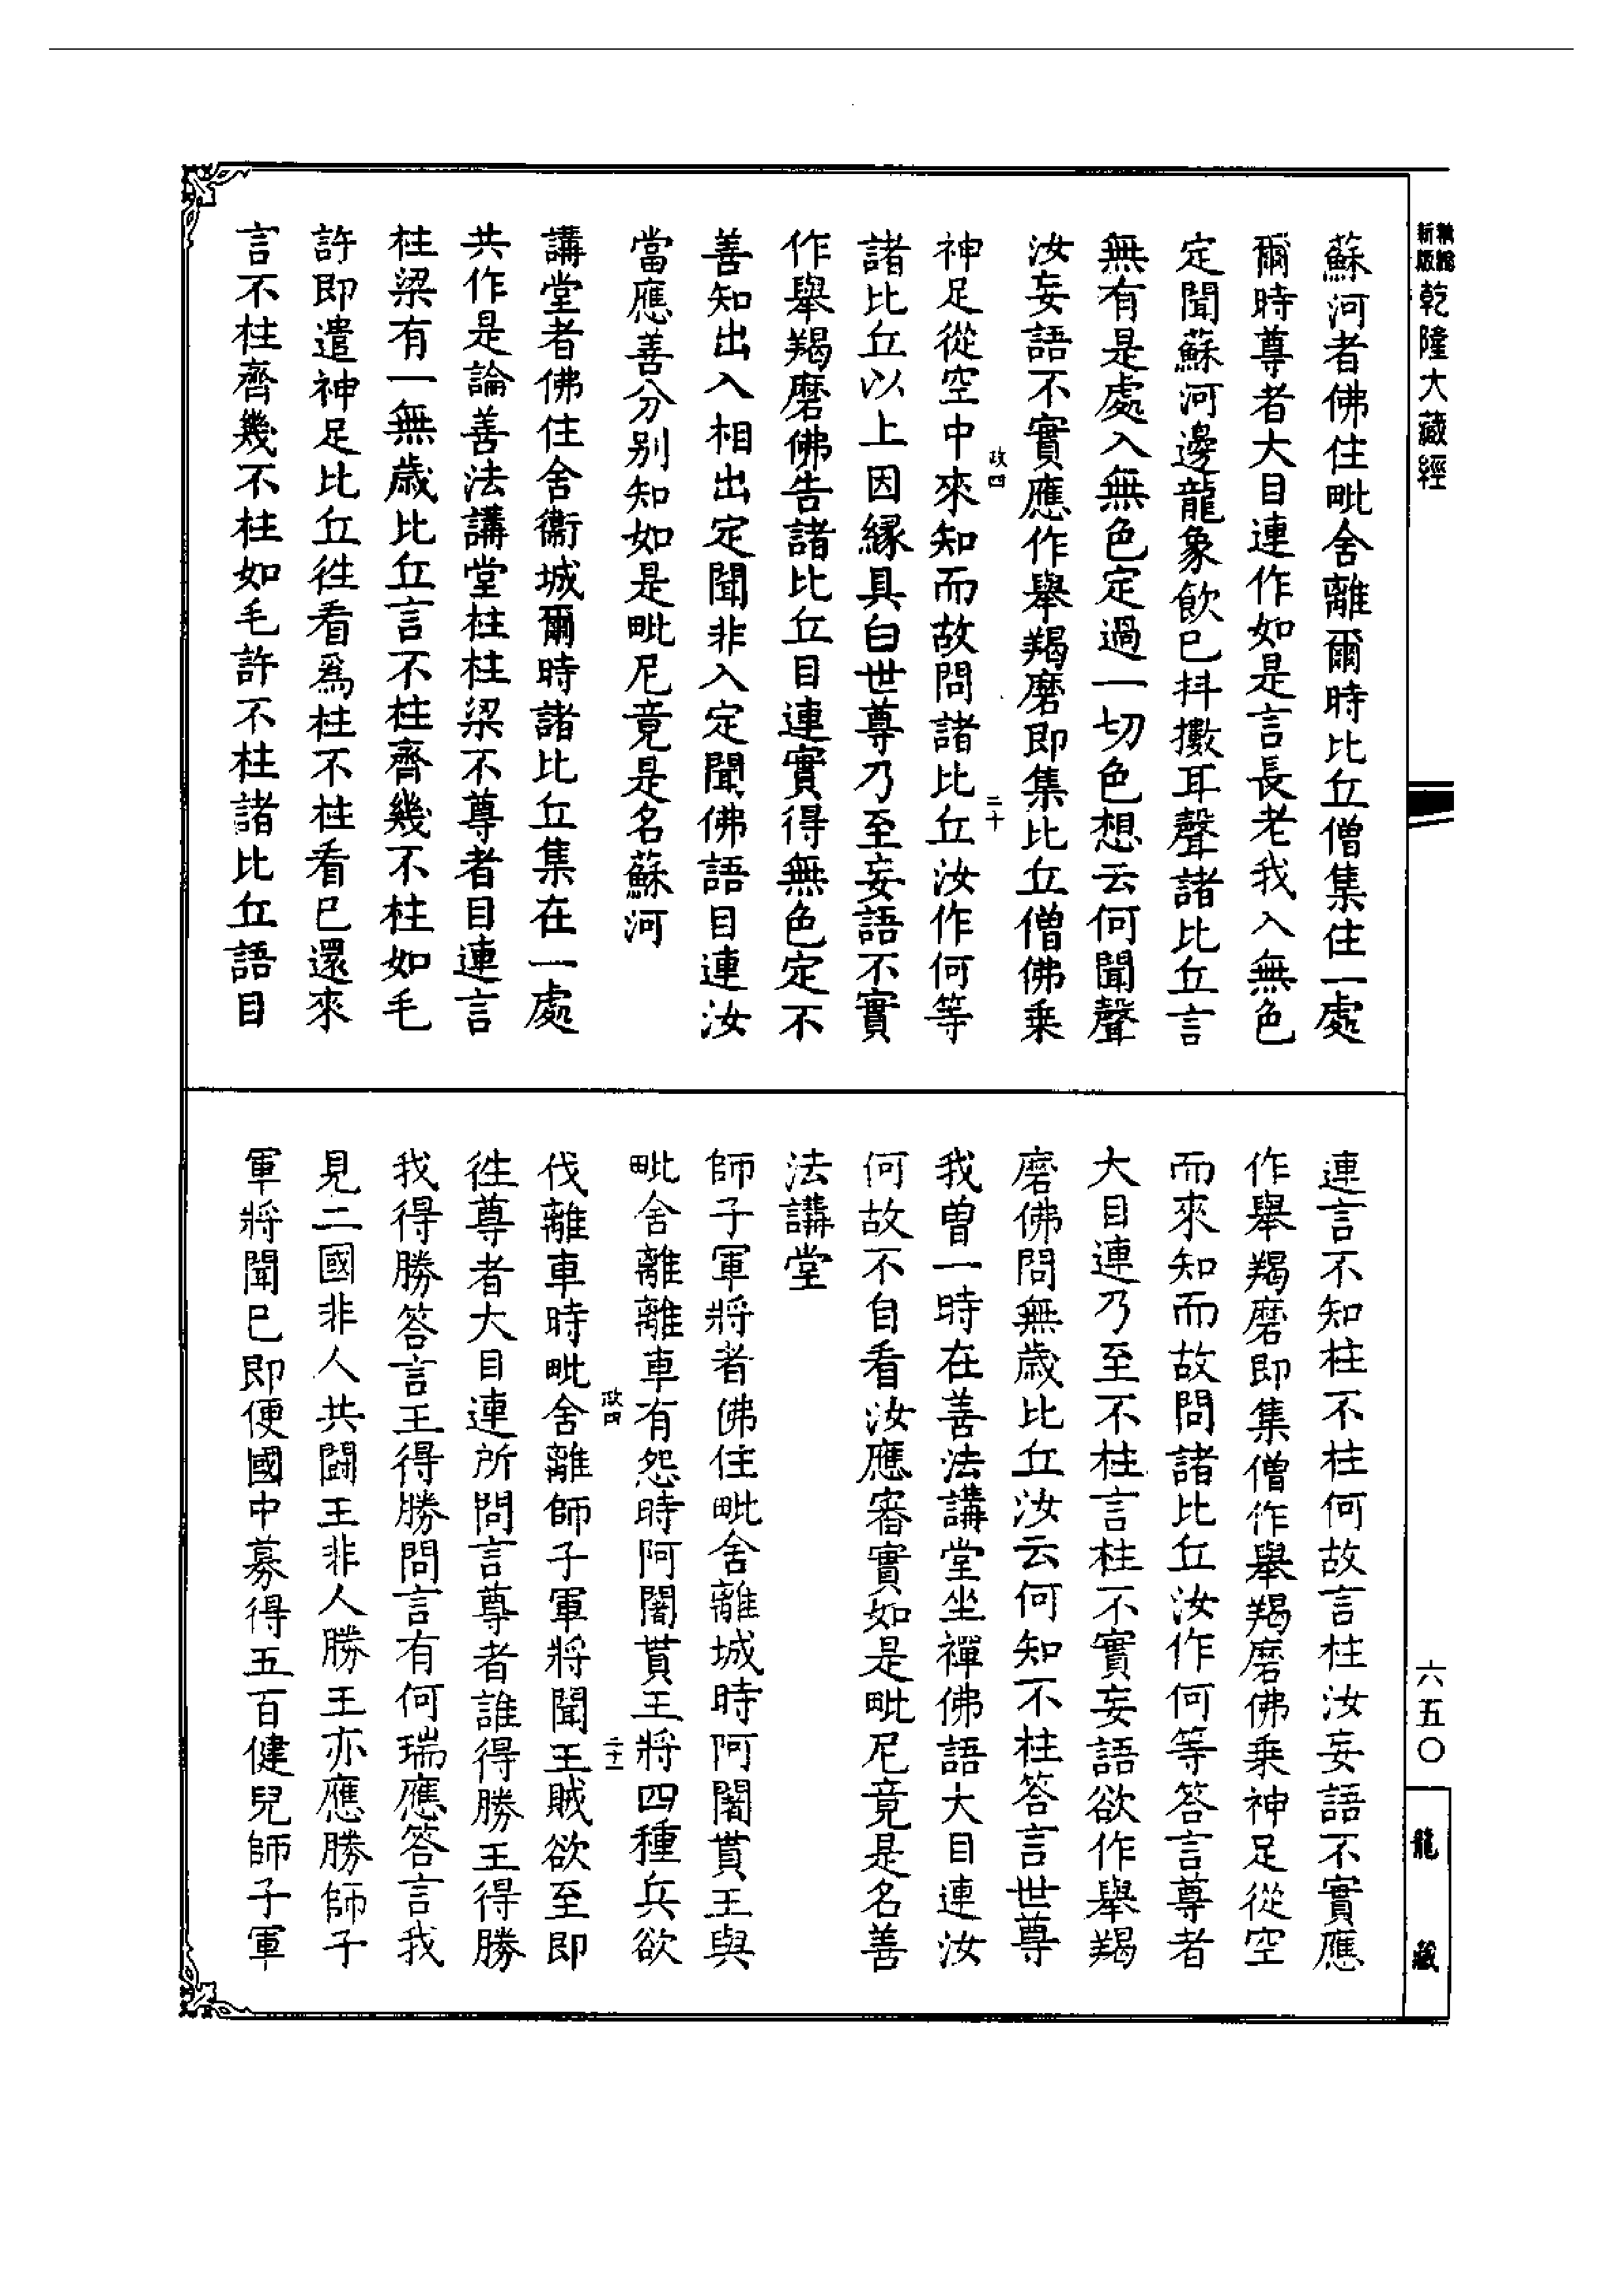 新版
精縮
乾隆大藏經
蘇河者佛住毗舍離爾時比丘僧集住一處
爾時尊者大目連作如是言長老我入無色
定聞蘇河邊龍象飲已抖擻耳聲諸比丘言
無有是處入無色定過一切色想云何聞聲
汝妄語不實應作舉羯磨即集比丘僧佛乗
神足從空中來知而故問諸比丘汝作何等
政四
二十
諸比丘以上因縁具白世尊乃至妄語不實
作舉羯磨佛告諸比丘目連實得無色定不
善知出入相出定聞非入定聞佛語目連汝
當應善分别知如是毗尼竟是名蘇河
講堂者佛住舍衞城爾時諸比丘集在一處
共作是論善法講堂柱柱梁不尊者目連言
柱梁有一無歲比丘言不柱齊幾不柱如毛
許即遣神足比丘徃看爲柱不柱看已還來
言不柱齊幾不柱如毛許不柱諸比丘語目
連言不知柱不柱何故言柱汝妄語不實應
作舉羯磨即集僧作舉羯磨佛乘神足從空
而來知而故問諸比丘汝作何等答言尊者
大目連乃至不柱言柱不實妄語欲作舉羯
磨佛問無歲比丘汝云何知不柱答言世尊
我曽一時在善法講堂坐禪佛語大目連汝
何故不自看汝應審實如是毗尼竟是名善
法講堂
師子軍將者佛住毗舍離城時阿闍貰王與
毗舍離離車有怨時阿闍貰王將四種兵欲
政四
二十一
伐離車時毗舍離師子軍將聞王賊欲至即
徃尊者大目連所問言尊者誰得勝王得勝
我得勝答言王得勝問言有何瑞應答言我
見二國非人共鬪王非人勝王亦應勝師子
軍將聞已即便國中募得五百健兒師子軍
六五〇
龍藏